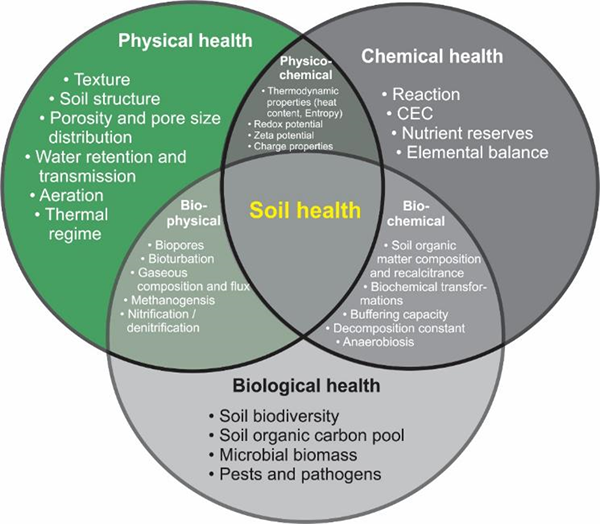 Physical health
• Texture
• Soil structure
• Porosity and pore size
distribution
• Water retention and
transmission
• Aeration
• Thermal
regime
Physico-
chemical
• Thermodynamic
properties (heat
content, Entropy)
• Redox potential
• Zeta potential
• Charge properties
Chemical health
• Reaction
• CEC
• Nutrient reserves
• Elemental balance
Soil health
Bio-
physical
• Biopores
• Bioturbation
• Gaseous
composition and flux
• Methanogensis
• Nitrification /
denitrification
Bio-
chemical
• Soil organic
matter composition
and recalcitrance
• Biochemical transfor-
mations
• Buffering capacity
• Decomposition constant
• Anaerobiosis
Biological health
• Soil biodiversity
• Soil organic carbon pool
• Microbial biomass
• Pests and pathogens